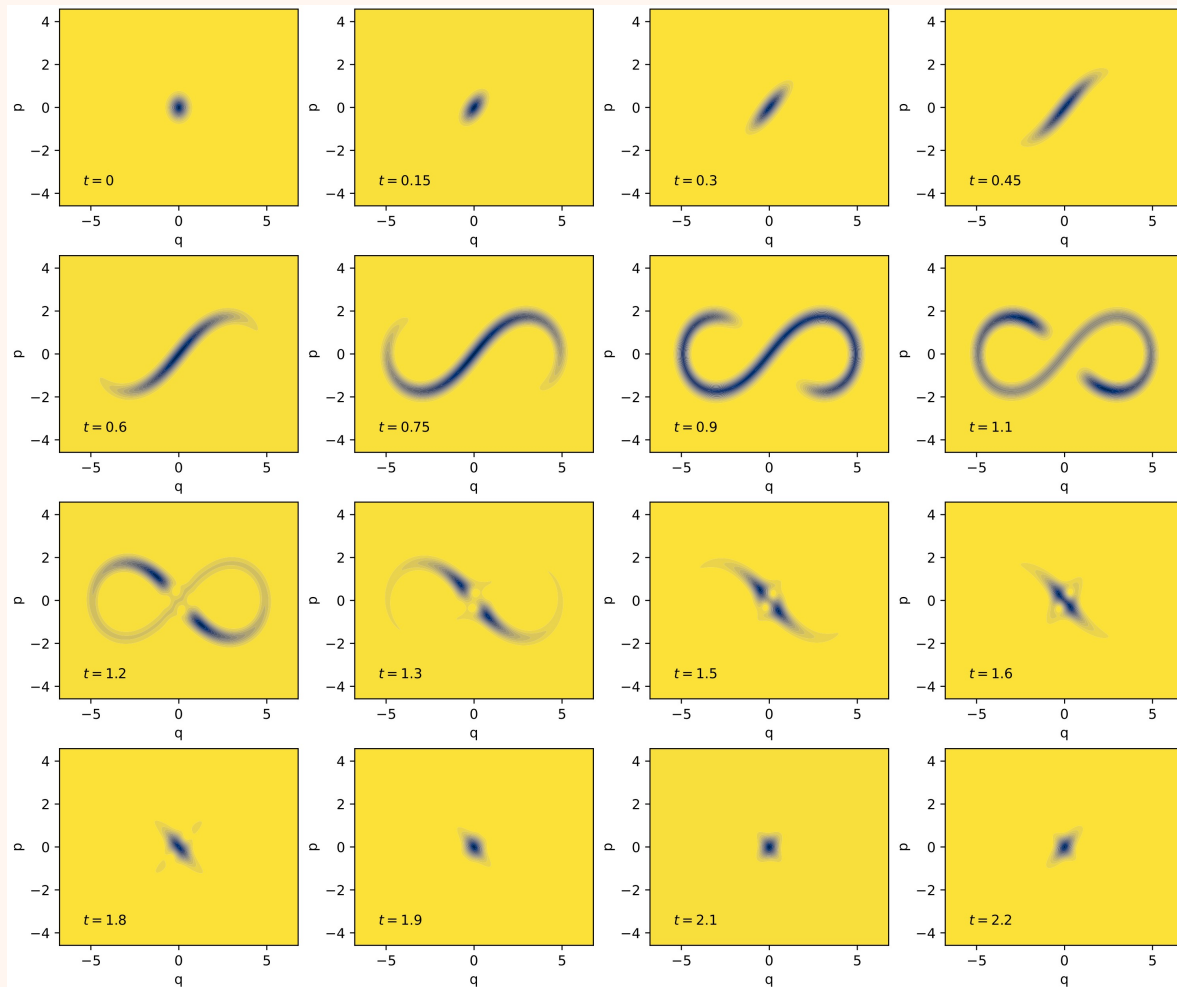 4
2
0
−2
−4
p
t = 0
−5
0
5
q
4
2
0
−2
−4
p
t = 0.15
−5
0
5
q
4
2
0
−2
−4
p
t = 0.3
−5
0
5
q
4
2
0
−2
−4
p
t = 0.45
−5
0
5
q
4
2
0
−2
−4
p
t = 0.6
−5
0
5
q
4
2
0
−2
−4
p
t = 0.75
−5
0
5
q
4
2
0
−2
−4
p
t = 0.9
−5
0
5
q
4
2
0
−2
−4
p
t = 1.1
−5
0
5
q
4
2
0
−2
−4
p
t = 1.2
−5
0
5
q
4
2
0
−2
−4
p
t = 1.3
−5
0
5
q
4
2
0
−2
−4
p
t = 1.5
−5
0
5
q
4
2
0
−2
−4
p
t = 1.6
−5
0
5
q
4
2
0
−2
−4
p
t = 1.8
−5
0
5
q
4
2
0
−2
−4
p
t = 1.9
−5
0
5
q
4
2
0
−2
−4
p
t = 2.1
−5
0
5
q
4
2
0
−2
−4
p
t = 2.2
−5
0
5
q